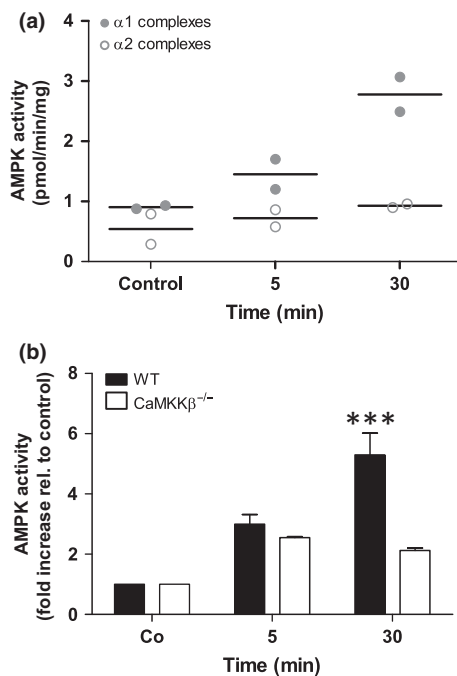 (a)
α1 complexes
α2 complexes
AMPK activity
(pmol/min/mg)
4
3
2
1
0
Control
5
30
Time (min)
(b)
WT
CaMKKβ⁻/⁻
***
AMPK activity
(fold increase rel. to control)
8
6
4
2
0
Co
5
30
Time (min)